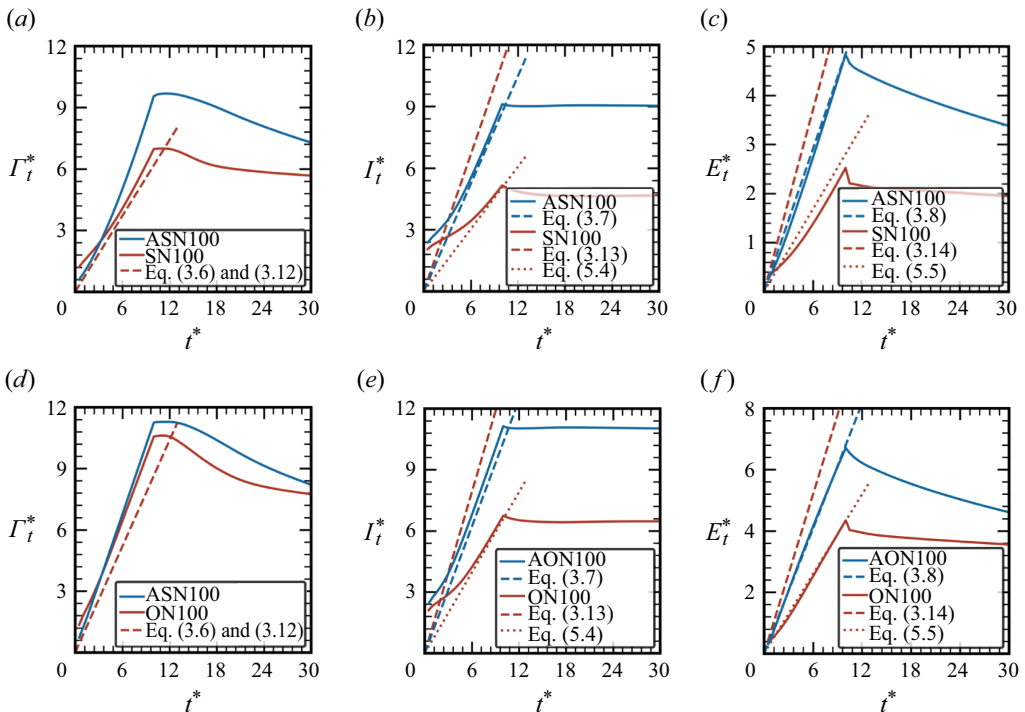 (a)
12
9
Γ*t
6
3
ASN100
SN100
Eq. (3.6) and (3.12)
0 6 12 18 24 30
t*
(b)
12
9
I*t
6
3
ASN100
Eq. (3.7)
SN100
Eq. (3.13)
Eq. (5.4)
0 6 12 18 24 30
t*
(c)
5
4
3
E*t
2
1
ASN100
Eq. (3.8)
SN100
Eq. (3.14)
Eq. (5.5)
0 6 12 18 24 30
t*
(d)
12
9
Γ*t
6
3
ASN100
ON100
Eq. (3.6) and (3.12)
0 6 12 18 24 30
t*
(e)
12
9
I*t
6
3
AON100
Eq. (3.7)
ON100
Eq. (3.13)
Eq. (5.4)
0 6 12 18 24 30
t*
(f)
8
6
E*t
4
2
AON100
Eq. (3.8)
ON100
Eq. (3.14)
Eq. (5.5)
0 6 12 18 24 30
t*